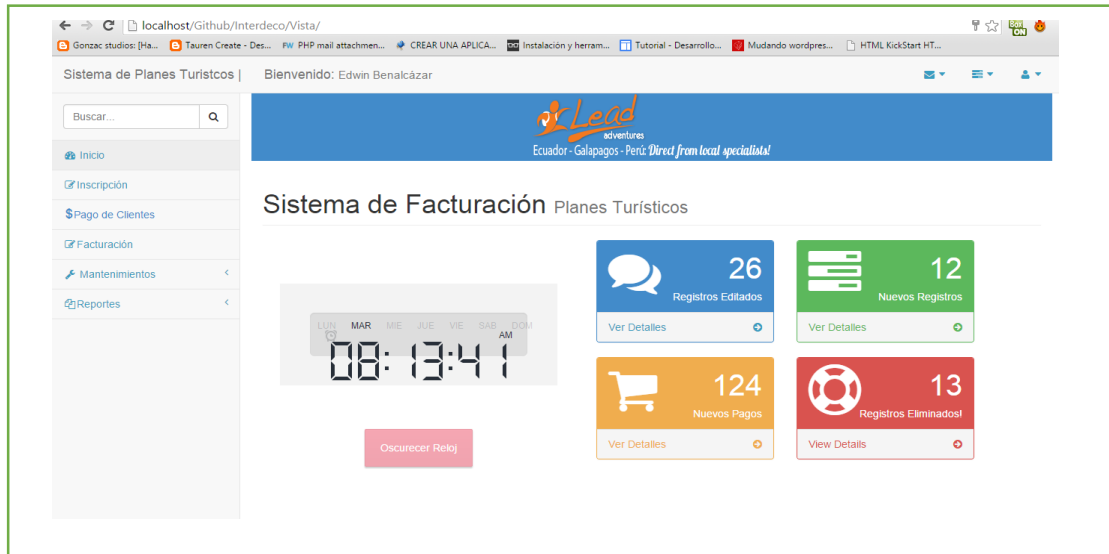 localhost/Github/Interdeco/Vista/
Gonzac studios: [Ha... Tauren Create - Des... PHP mail attachmen... CREAR UNA APLICA... Instalación y herram... Tutorial - Desarrollo... Mudando wordpres... HTML KickStart HT...
Sistema de Planes Turistcos | Bienvenido: Edwin Benalcázar
Buscar...
Lead
adventures
Ecuador - Galapagos - Perú: Direct from local specialists!
Inicio
Inscripción
$Pago de Clientes
Facturación
Mantenimientos
Reportes
Sistema de Facturación Planes Turísticos
LUN MAR MIE JUE VIE SAB DOM
AM
08:13:41
Oscurecer Reloj
26
Registros Editados
Ver Detalles
12
Nuevos Registros
Ver Detalles
124
Nuevos Pagos
Ver Detalles
13
Registros Eliminados!
View Details